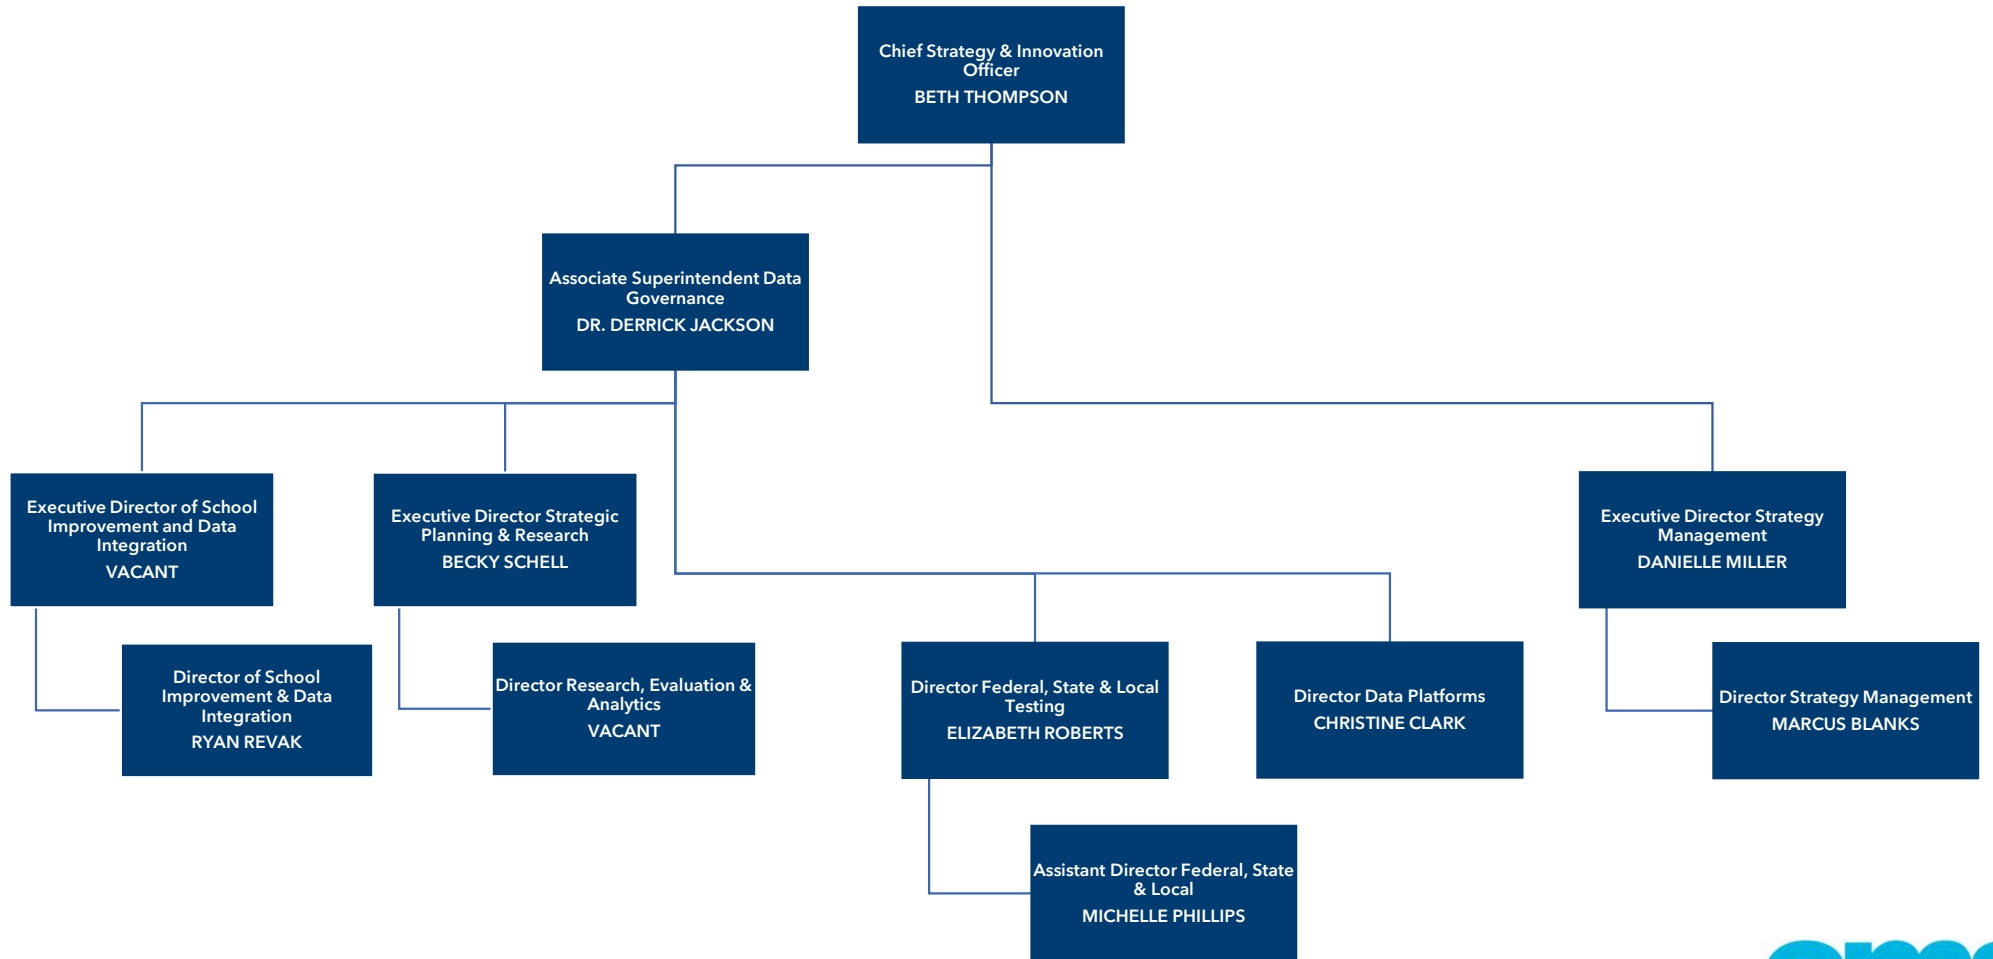 Chief Strategy & Innovation
Officer
BETH THOMPSON
Associate Superintendent Data
Governance
DR. DERRICK JACKSON
Executive Director of School
Improvement and Data
Integration
VACANT
Executive Director Strategic
Planning & Research
BECKY SCHELL
Executive Director Strategy
Management
DANIELLE MILLER
Director of School
Improvement & Data
Integration
RYAN REVAK
Director Research, Evaluation &
Analytics
VACANT
Director Federal, State & Local
Testing
ELIZABETH ROBERTS
Director Data Platforms
CHRISTINE CLARK
Director Strategy Management
MARCUS BLANKS
Assistant Director Federal, State
& Local
MICHELLE PHILLIPS